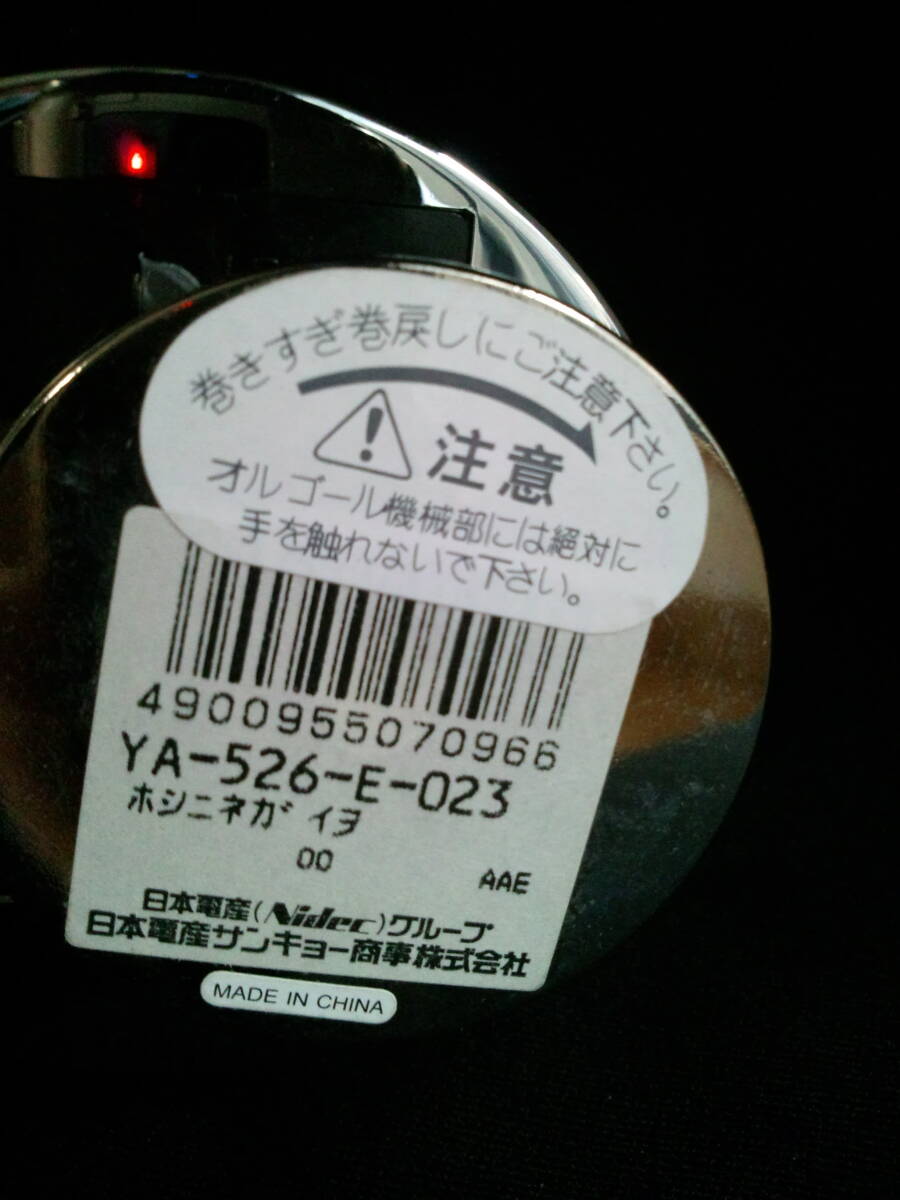 巻きすぎ巻戻しにご注意下さい。
注意
オルゴール機械部には絶対に
手を触れないで下さい。
4900955070966
YA-526-E-023
ホシニネガイヲ
00
AAE
日本電産(Nidec)グループ
日本電産サンキョー商事株式会社
MADE IN CHINA